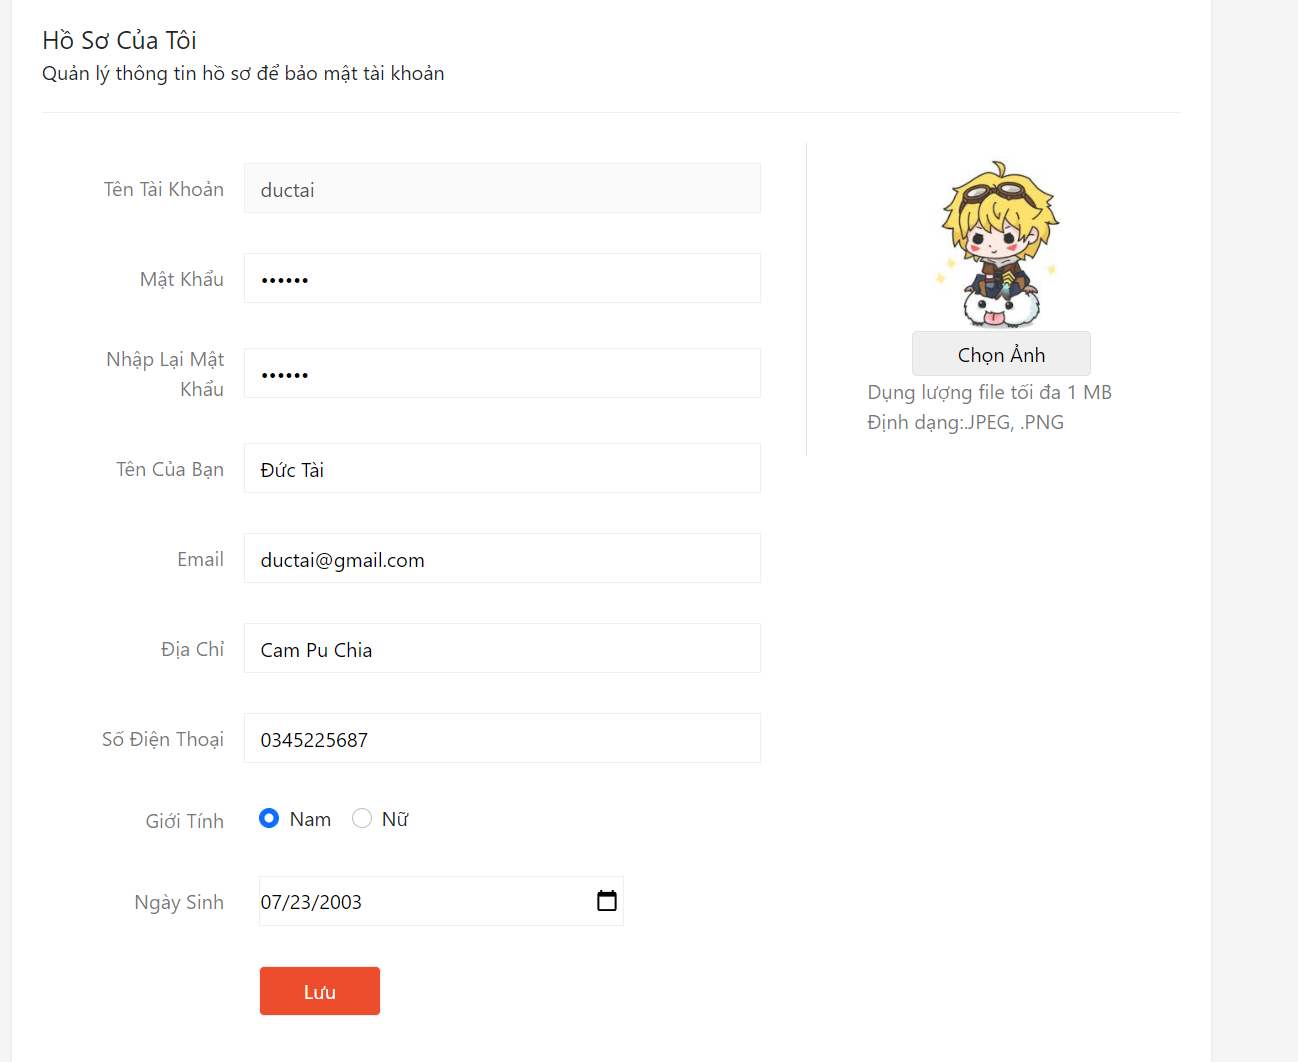 Hồ Sơ Của Tôi
Quản lý thông tin hồ sơ để bảo mật tài khoản
Tên Tài Khoản
ductai
Mật Khẩu
••••••
Nhập Lại Mật
Khẩu
••••••
Tên Của Bạn
Đức Tài
Email
ductai@gmail.com
Địa Chỉ
Cam Pu Chia
Số Điện Thoại
0345225687
Giới Tính
Nam Nữ
Ngày Sinh
07/23/2003
Lưu
Chọn Ảnh
Dụng lượng file tối đa 1 MB
Định dạng:.JPEG, .PNG